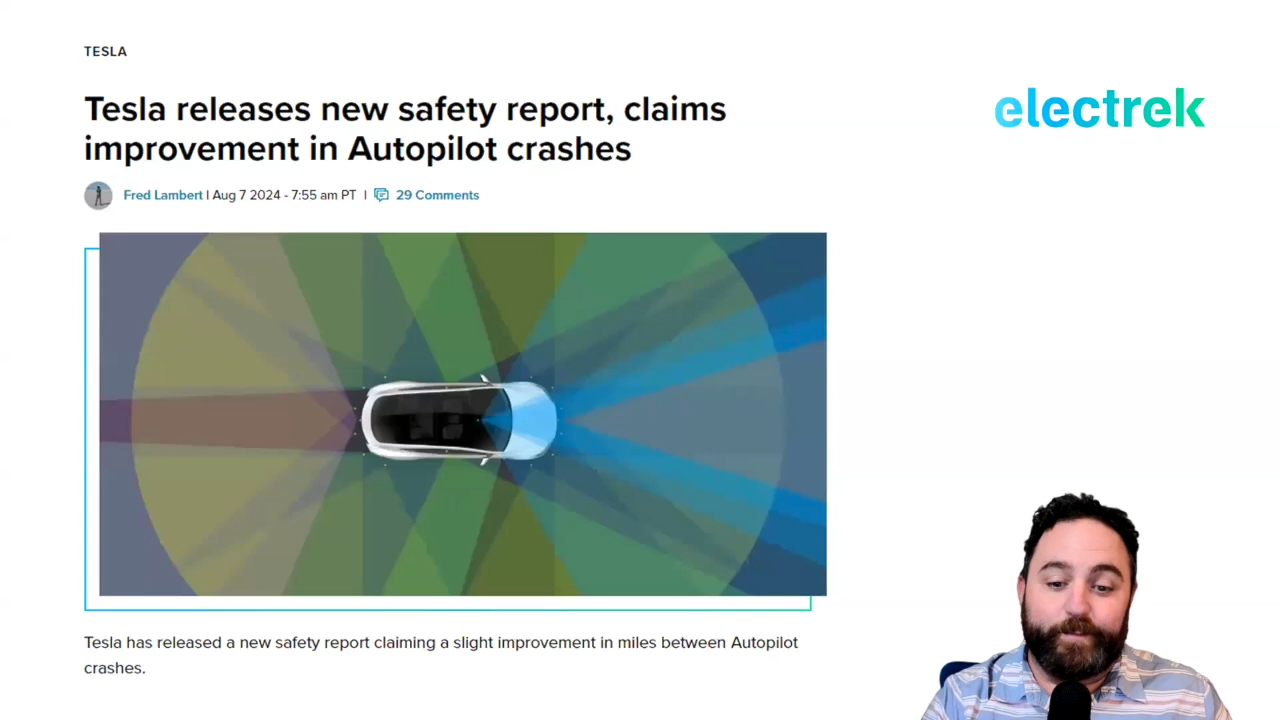 TESLA
Tesla releases new safety report, claims
improvement in Autopilot crashes
electrek
Fred Lambert | Aug 7 2024 - 7:55 am PT | 29 Comments
Tesla has released a new safety report claiming a slight improvement in miles between Autopilot
crashes.